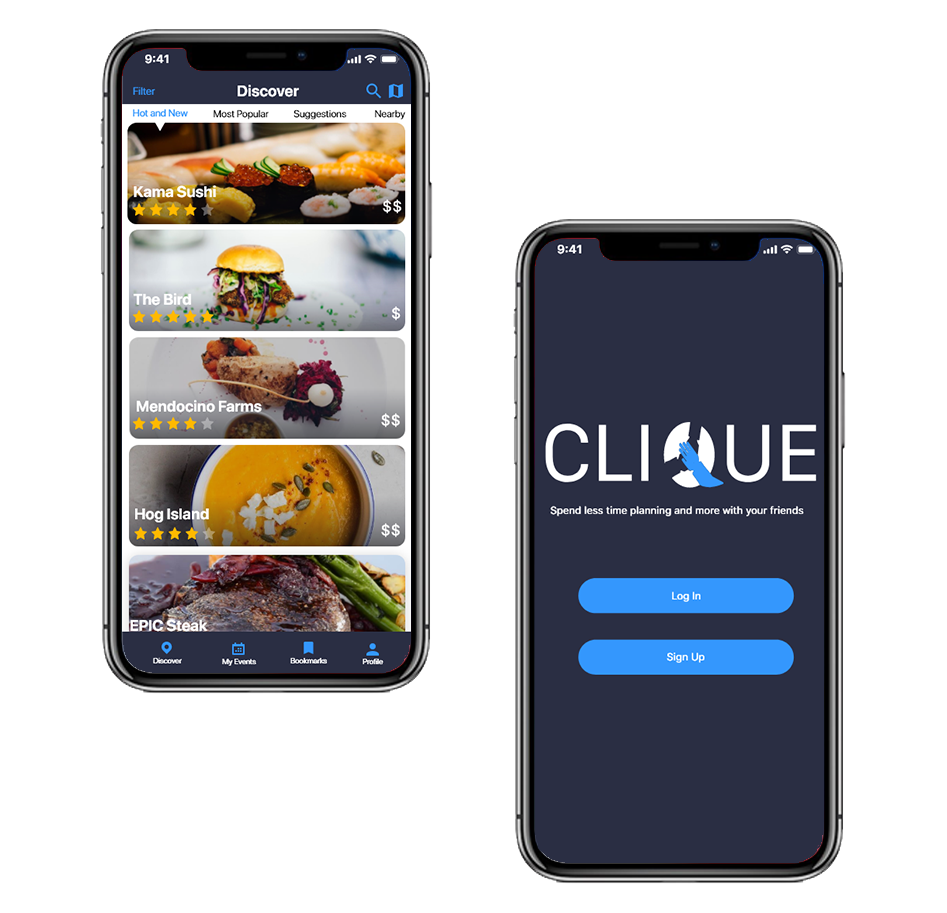 9:41
Filter Discover
Hot and New Most Popular Suggestions Nearby
Kama Sushi
$$
The Bird
$
Mendocino Farms
$$
Hog Island
$$
EPIC Steak
Discover My Events Bookmarks Profile
9:41
CLIQUE
Spend less time planning and more with your friends
Log In
Sign Up